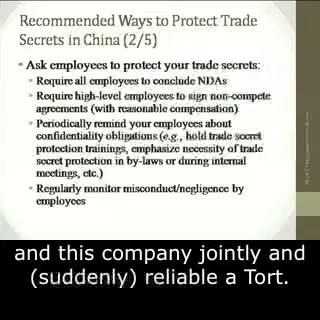 Recommended Ways to Protect Trade
Secrets in China (2/5)
• Ask employees to protect your trade secrets:
• Require all employees to conclude NDAs
• Require high-level employees to sign non-compete
agreements (with reasonable compensation)
• Periodically remind your employees about
confidentiality obligations (e.g., hold trade secret
protection trainings, emphasize necessity of trade
secret protection in by-laws or during internal
meetings, etc.)
• Regularly monitor misconduct/negligence by
employees
and this company jointly and
(suddenly) reliable a Tort.